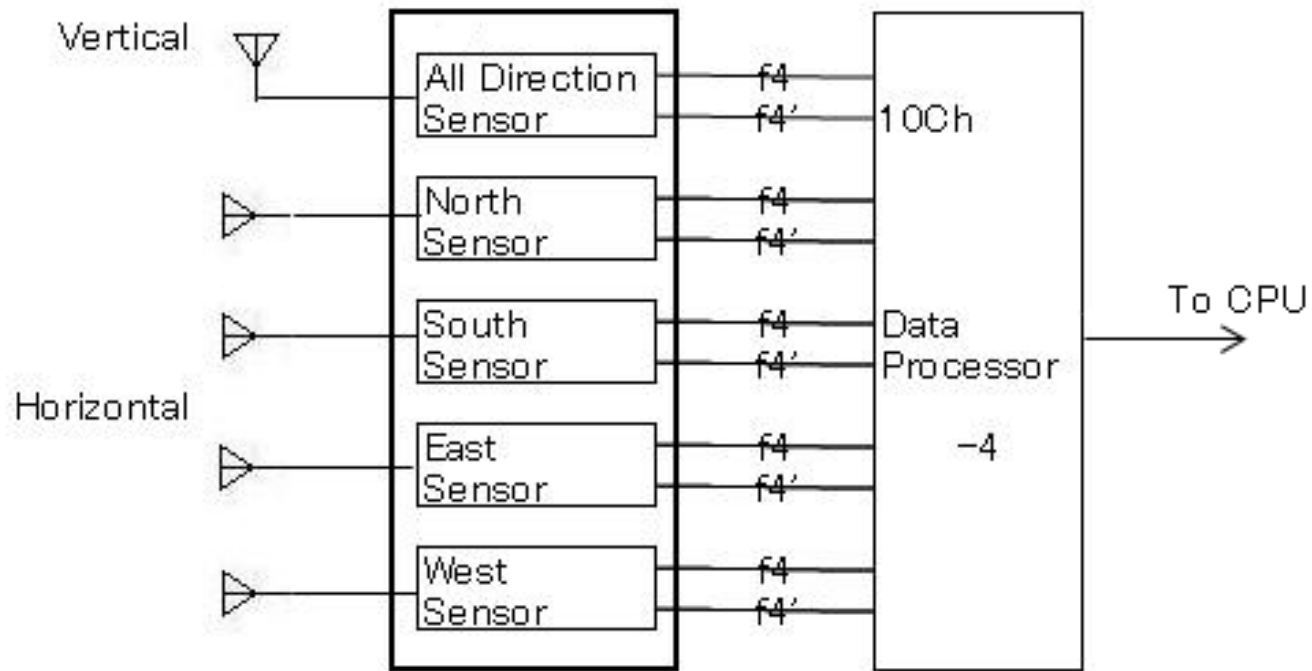 Vertical
All Direction
Sensor
f4
f4′
10Ch
North
Sensor
f4
f4′
South
Sensor
f4
f4′
Data
Processor
-4
To CPU
Horizontal
East
Sensor
f4
f4′
West
Sensor
f4
f4′